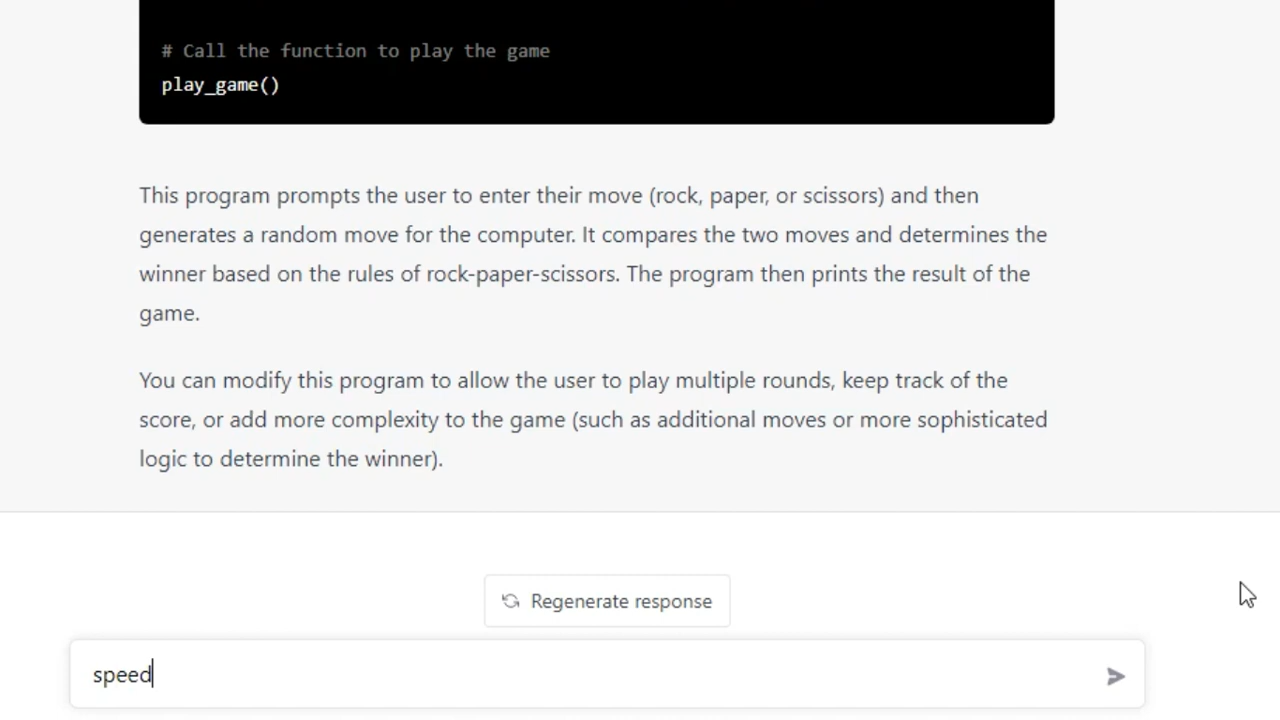 # Call the function to play the game
play_game()
This program prompts the user to enter their move (rock, paper, or scissors) and then
generates a random move for the computer. It compares the two moves and determines the
winner based on the rules of rock-paper-scissors. The program then prints the result of the
game.
You can modify this program to allow the user to play multiple rounds, keep track of the
score, or add more complexity to the game (such as additional moves or more sophisticated
logic to determine the winner).
Regenerate response
speed